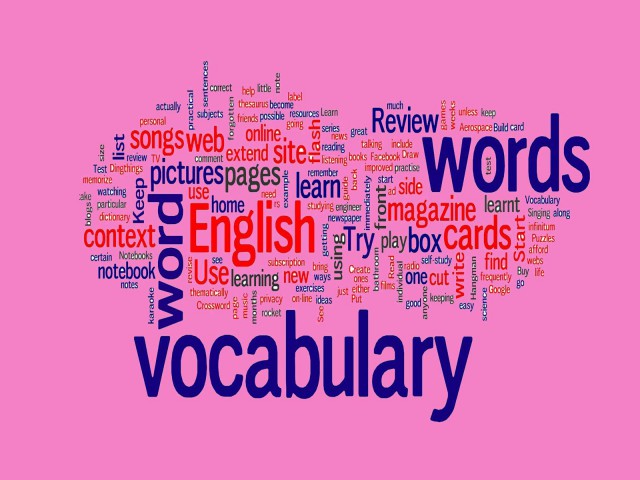 sentences
correct
help
little
note
actually
practical
thesaurus
become
label
subjects
forgotten
friends
possible
resources
Learn
personal
going
series
news
great
much
Review
games
weeks
unless
keep
Aerospace
Build
card
size
list
songs
web
online
flash
reading
talking
include
words
review
TV
comment
extend
site
listening
books
Facebook
Draw
Test
Dingthings
pictures
pages
remember
improved
practise
test
memorize
watching
Keep
use
need
rs
example
learn
guide
back
immediately
start
ad
side
particular
home
studying
engineer
front
magazine
learnt
Vocabulary
blogs
dictionary
word
English
newspaper
Singing
along
context
getting
Try
play
box
cards
Start
infinitum
Puzzles
certain
Notebooks
using
afford
notebook
revise
see
subscription
bring
bathroom
self-study
find
webs
notes
Use
learning
new
ways
Create
Read
radio
one
cut
write
frequently
Buy
life
thematically
exercises
ones
films
individual
Google
go
karaoke
Crossword
page
music
months
privacy
on-line
ideas
just
either
Put
good
anyone
keeping
Hangman
easy
science
rocket
See
vocabulary